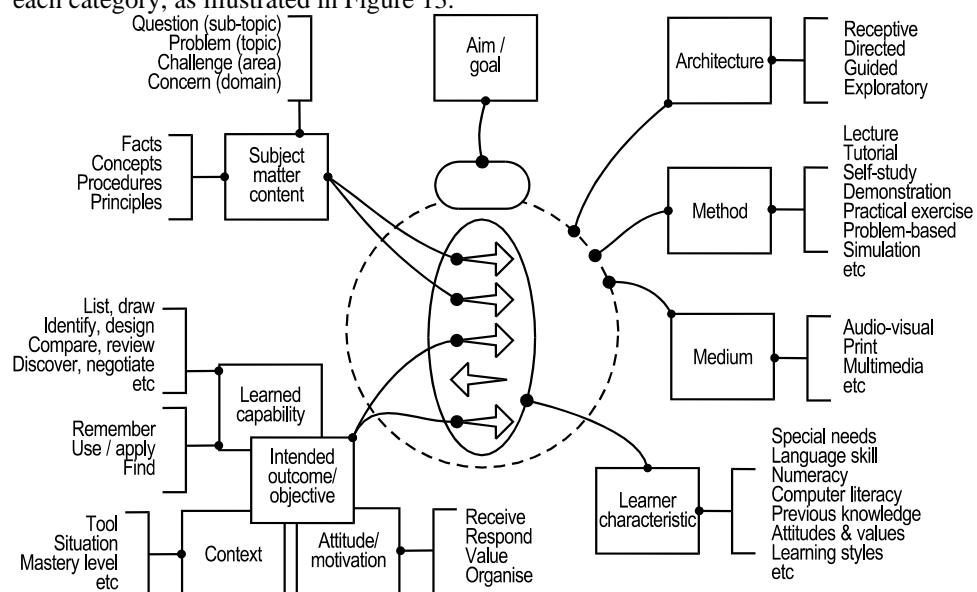 each category, as illustrated in Figure 13.
Question (sub-topic)
Problem (topic)
Challenge (area)
Concern (domain)
Aim /
goal
Architecture
Receptive
Directed
Guided
Exploratory
Facts
Concepts
Procedures
Principles
Subject
matter
content
Method
Lecture
Tutorial
Self-study
Demonstration
Practical exercise
Problem-based
Simulation
etc
List, draw
Identify, design
Compare, review
Discover, negotiate
etc
Learned
capability
Remember
Use / apply
Find
Medium
Audio-visual
Print
Multimedia
etc
Intended
outcome/
objective
Learner
characteristic
Special needs
Language skill
Numeracy
Computer literacy
Previous knowledge
Attitudes & values
Learning styles
etc
Tool
Situation
Mastery level
etc
Context
Attitude/
motivation
Receive
Respond
Value
Organise